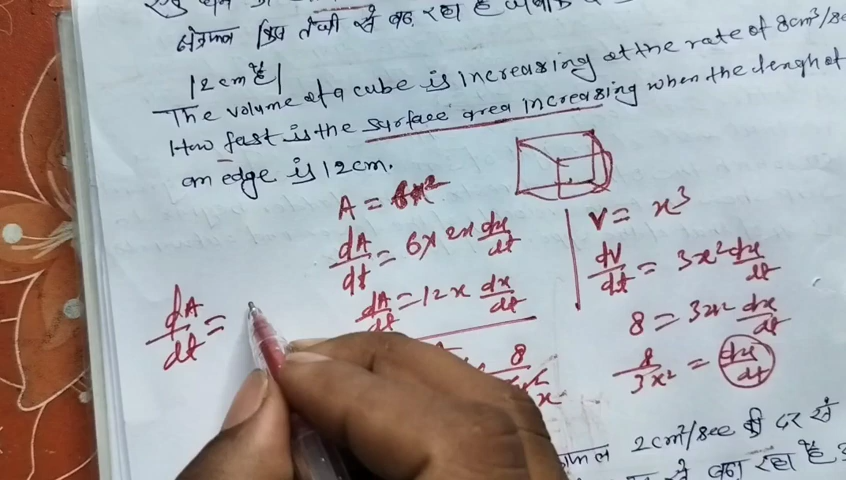 क्षेत्रफल किस तेजी से बढ़ रहा है
12 cm है|
The volume of a cube is increasing at the rate of 8cm³/se
How fast is the surface area increasing when the lengh of
an edge is 12cm.
A = 6x²
dA/dt = 6x 2x dx/dt
dA/dt = 12x dx/dt
8
V = x³
dV/dt = 3x² dx/dt
8 = 3x² dx/dt
8/3x² = dx/dt
dA/dt =
2cm²/sec की दर से
बढ़ रहा है